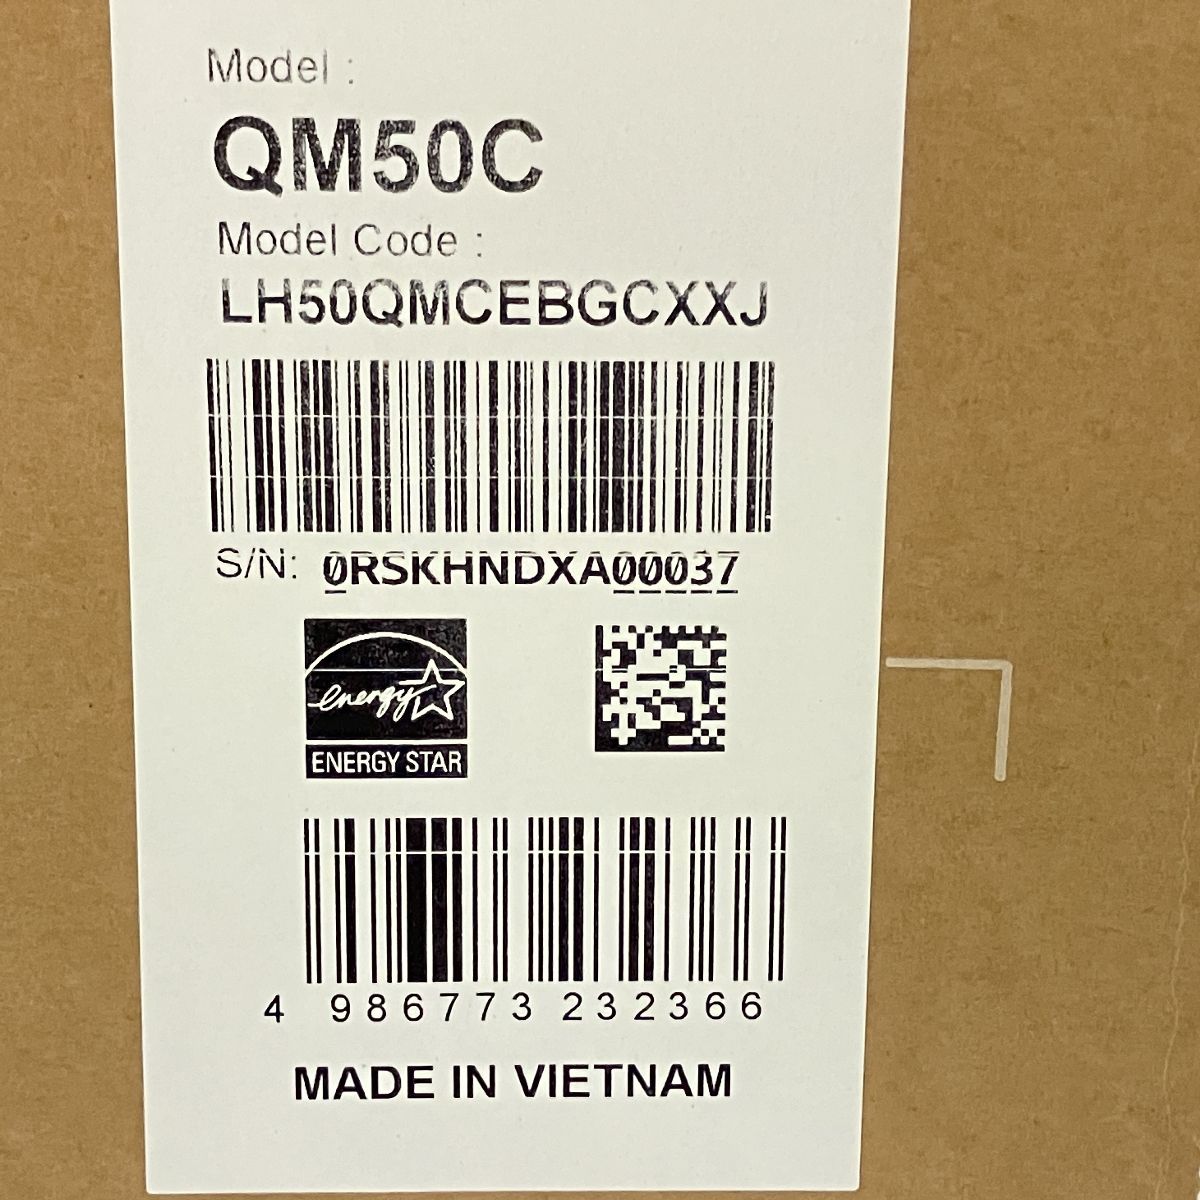 Model :
QM50C
Model Code :
LH50QMCEBGCXXJ
S/N: 0RSKHNDXA00037
energy
ENERGY STAR
4 986773 232366
MADE IN VIETNAM